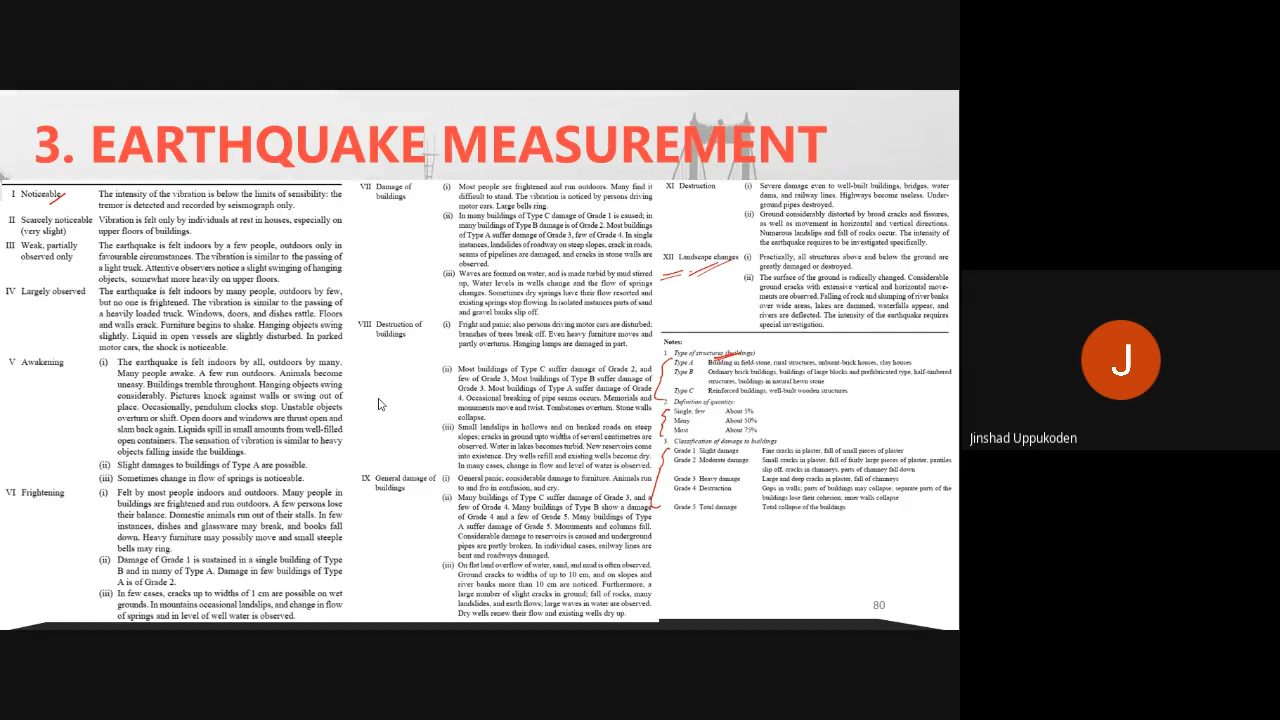 3. EARTHQUAKE MEASUREMENT
I Noticeable
The intensity of the vibration is below the limits of sensibility: the
tremor is detected and recorded by seismograph only.
II Scarcely noticeable
(very slight)
Vibration is felt only by individuals at rest in houses, especially on
upper floors of buildings.
III Weak, partially
observed only
The earthquake is felt indoors by a few people, outdoors only in
favourable circumstances. The vibration is similar to the passing of
a light truck. Attentive observers notice a slight swinging of hanging
objects, somewhat more heavily on upper floors.
IV Largely observed
The earthquake is felt indoors by many people, outdoors by few,
but no one is frightened. The vibration is similar to the passing of
a heavily loaded truck. Windows, doors, and dishes rattle. Floors
and walls crack. Furniture begins to shake. Hanging objects swing
slightly. Liquid in open vessels are slightly disturbed. In parked
motor cars, the shock is noticeable.
V Awakening
(i) The earthquake is felt indoors by all, outdoors by many.
Many people awake. A few run outdoors. Animals become
uneasy. Buildings tremble throughout. Hanging objects swing
considerably. Pictures knock against walls or swing out of
place. Occasionally, pendulum clocks stop. Unstable objects
overturn or shift. Open doors and windows are thrust open and
slam back again. Liquids spill in small amounts from well-filled
open containers. The sensation of vibration is similar to heavy
objects falling inside the buildings.
(ii) Slight damages to buildings of Type A are possible.
(iii) Sometimes change in flow of springs is noticeable.
VI Frightening
(i) Felt by most people indoors and outdoors. Many people in
buildings are frightened and run outdoors. A few persons lose
their balance. Domestic animals run out of their stalls. In few
instances, dishes and glassware may break, and books fall
down. Heavy furniture may possibly move and small steeple
bells may ring.
(ii) Damage of Grade 1 is sustained in a single building of Type
B and in many of Type A. Damage in few buildings of Type
A is of Grade 2.
(iii) In few cases, cracks up to widths of 1 cm are possible on wet
grounds. In mountains occasional landslips, and change in flow
of springs and in level of well water is observed.
VII Damage of
buildings
(i) Most people are frightened and run outdoors. Many find it
difficult to stand. The vibration is noticed by persons driving
motor cars. Large bells ring.
(ii) In many buildings of Type C damage of Grade 1 is caused; in
many buildings of Type B damage is of Grade 2. Most buildings
of Type A suffer damage of Grade 3, few of Grade 4. In single
instances, landslides of roadway on steep slopes, crack in roads,
seams of pipelines are damaged, and cracks in stone walls are
observed.
(iii) Waves are formed on water, and is made turbid by mud stirred
up, Water levels in wells change and the flow of springs
changes. Sometimes dry springs have their flow resorted and
existing springs stop flowing. In isolated instances parts of sand
and gravel banks slip off.
VIII Destruction of
buildings
(i) Fright and panic; also persons driving motor cars are disturbed;
branches of trees break off. Even heavy furniture moves and
partly overturns. Hanging lamps are damaged in part.
(ii) Most buildings of Type C suffer damage of Grade 2, and
few of Grade 3, Most buildings of Type B suffer damage of
Grade 3. Most buildings of Type A suffer damage of Grade
4. Occasional breaking of pipe seams occurs. Memorials and
monuments move and twist. Tombstones overturn. Stone walls
collapse.
(iii) Small landslips in hollows and on banked roads on steep
slopes; cracks in ground upto widths of several centimetres are
observed. Water in lakes becomes turbid. New reservoirs come
into existence. Dry wells refill and existing wells become dry.
In many cases, change in flow and level of water is observed.
IX General damage of
buildings
(i) General panic; considerable damage to furniture. Animals run
to and fro in confusion, and cry.
(ii) Many buildings of Type C suffer damage of Grade 3, and a
few of Grade 4. Many buildings of Type B show a damage
of Grade 4 and a few of Grade 5. Many buildings of Type
A suffer damage of Grade 5. Monuments and columns fall.
Considerable damage to reservoirs is caused and underground
pipes are partly broken. In individual cases, railway lines are
bent and roadways damaged.
(iii) On flat land overflow of water, sand, and mud is often observed.
Ground cracks to widths of up to 10 cm, and on slopes and
river banks more than 10 cm are noticed. Furthermore, a
large number of slight cracks in ground; fall of rocks, many
landslides, and earth flows; large waves in water are observed.
Dry wells renew their flow and existing wells dry up.
XI Destruction
(i) Severe damage even to well-built buildings, bridges, water
dams, and railway lines. Highways become useless. Under-
ground pipes destroyed.
(ii) Ground considerably distorted by broad cracks and fissures,
as well as movement in horizontal and vertical directions.
Numerous landslips and fall of rocks occur. The intensity of
the earthquake requires to be investigated specifically.
XII Landscape changes
(i) Practically, all structures above and below the ground are
greatly damaged or destroyed.
(ii) The surface of the ground is radically changed. Considerable
ground cracks with extensive vertical and horizontal move-
ments are observed. Falling of rock and slumping of river banks
over wide areas, lakes are dammed, waterfalls appear, and
rivers are deflected. The intensity of the earthquake requires
special investigation.
Notes:
1. Type of structures (buildings)
Type A Building in field-stone, rural structures, unburnt-brick houses, clay houses
Type B Ordinary brick buildings, buildings of large blocks and prefabricated type, half-timbered
structures, buildings in natural hewn stone
Type C Reinforced buildings, well-built wooden structures
2. Definition of quantity:
Single, few About 5%
Many About 50%
Most About 75%
3. Classification of damage to buildings
Grade 1 Slight damage Fine cracks in plaster, fall of small pieces of plaster
Grade 2 Moderate damage Small cracks in plaster, fall of fairly large pieces of plaster, pantiles
slip off, cracks in chimneys, parts of chimney fall down
Grade 3 Heavy damage Large and deep cracks in plaster, fall of chimneys
Grade 4 Destruction Gaps in walls; parts of buildings may collapse; separate parts of the
buildings lose their cohesion, inner walls collapse
Grade 5 Total damage Total collapse of the buildings
80
J
Jinshad Uppukoden